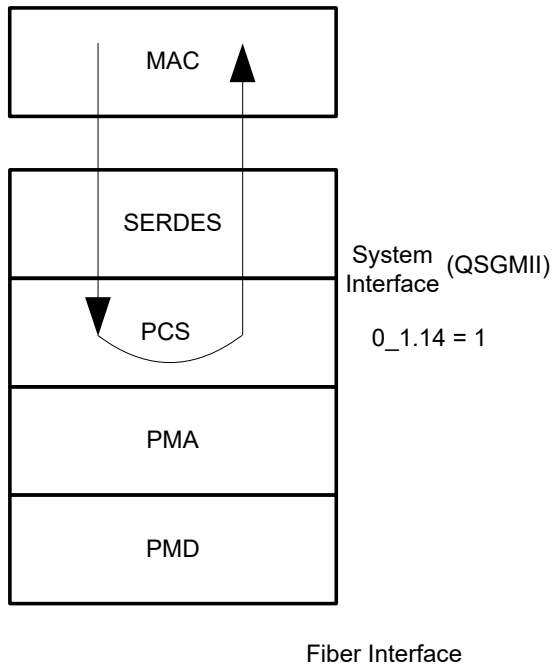 MAC
SERDES
System (QSGMII)
Interface
PCS
0_1.14 = 1
PMA
PMD
Fiber Interface